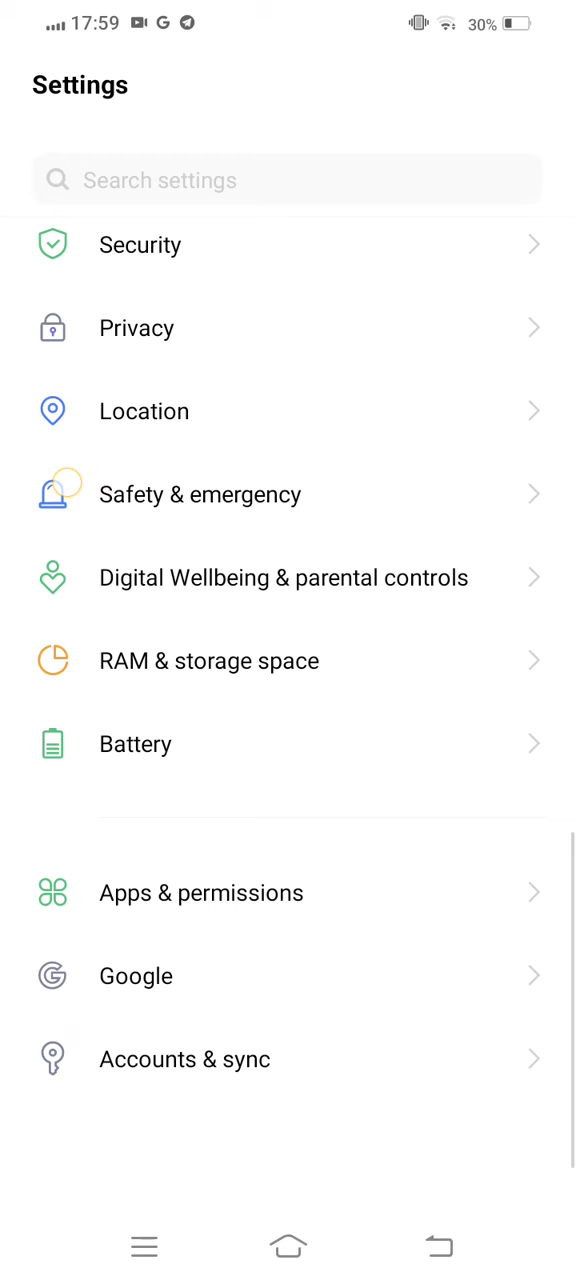 17:59 G 30%
Settings
Search settings
Security
Privacy
Location
Safety & emergency
Digital Wellbeing & parental controls
RAM & storage space
Battery
Apps & permissions
Google
Accounts & sync